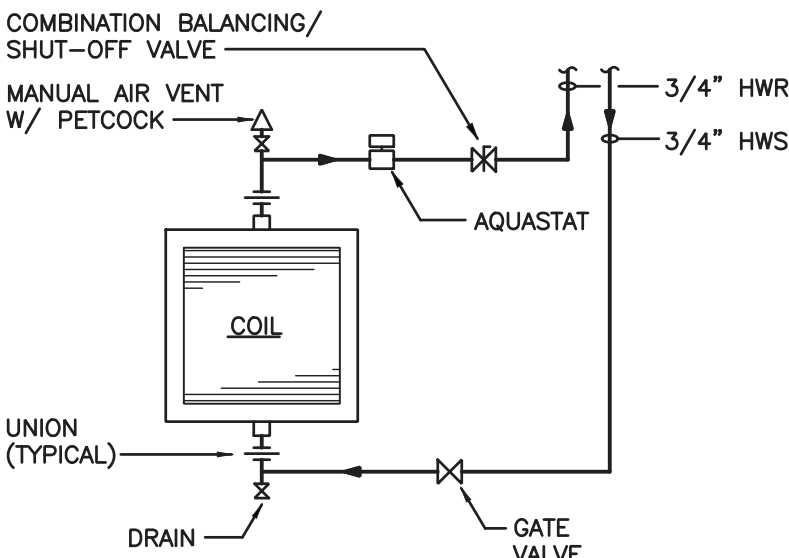 COMBINATION BALANCING/
SHUT-OFF VALVE
MANUAL AIR VENT
W/ PETCOCK
3/4" HWR
3/4" HWS
AQUASTAT
COIL
UNION
(TYPICAL)
DRAIN
GATE
VALVE